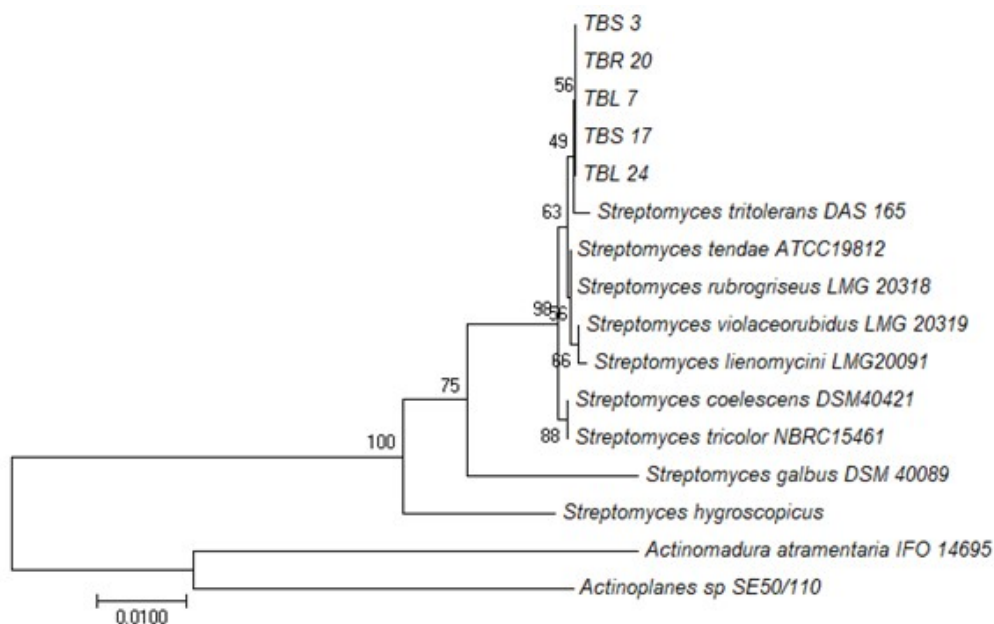 TBS 3
TBR 20
56
TBL 7
49
TBS 17
TBL 24
63
Streptomyces tritolerans DAS 165
Streptomyces tendae ATCC19812
Streptomyces rubrogriseus LMG 20318
98
56
Streptomyces violaceorubidus LMG 20319
66
Streptomyces lienomycini LMG20091
75
Streptomyces coelescens DSM40421
88
Streptomyces tricolor NBRC15461
100
Streptomyces galbus DSM 40089
Streptomyces hygroscopicus
Actinomadura atramentaria IFO 14695
Actinoplanes sp SE50/110
0.0100